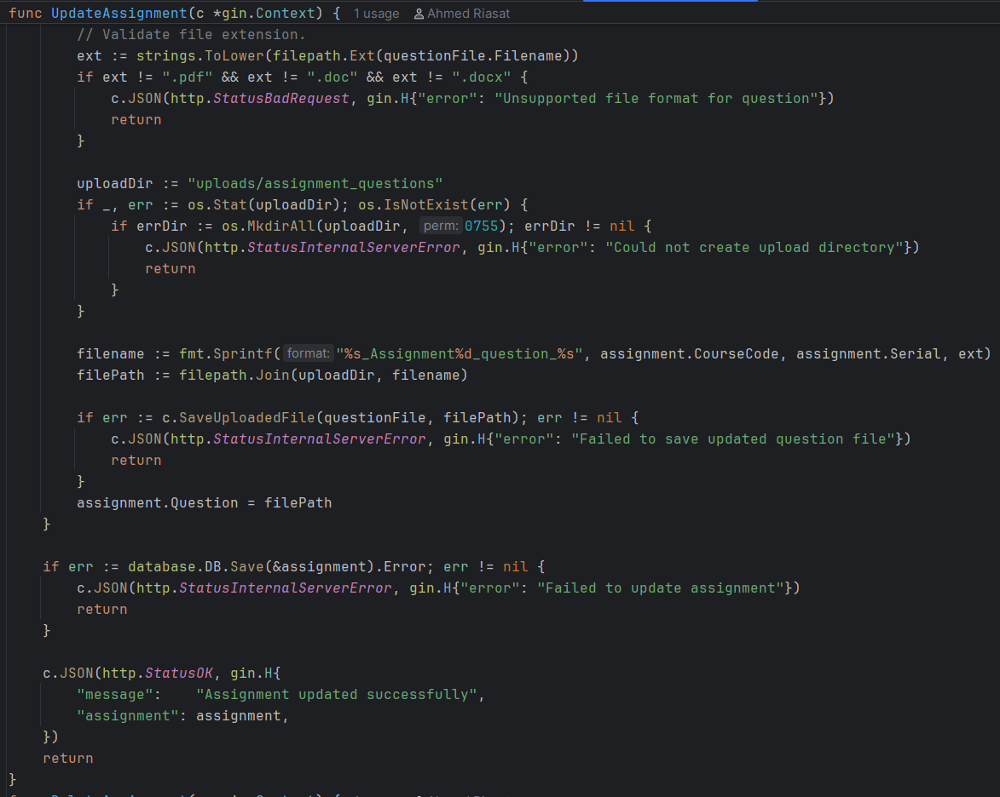 func UpdateAssignment(c *gin.Context) { 1 usage Ahmed Riasat
// Validate file extension.
ext := strings.ToLower(filepath.Ext(questionFile.Filename))
if ext != ".pdf" && ext != ".doc" && ext != ".docx" {
c.JSON(http.StatusBadRequest, gin.H{"error": "Unsupported file format for question"})
return
}
uploadDir := "uploads/assignment_questions"
if _, err := os.Stat(uploadDir); os.IsNotExist(err) {
if errDir := os.MkdirAll(uploadDir, perm: 0755); errDir != nil {
c.JSON(http.StatusInternalServerError, gin.H{"error": "Could not create upload directory"})
return
}
}
filename := fmt.Sprintf( format: "%s_Assignment%d_question_%s", assignment.CourseCode, assignment.Serial, ext)
filePath := filepath.Join(uploadDir, filename)
if err := c.SaveUploadedFile(questionFile, filePath); err != nil {
c.JSON(http.StatusInternalServerError, gin.H{"error": "Failed to save updated question file"})
return
}
assignment.Question = filePath
}
if err := database.DB.Save(&assignment).Error; err != nil {
c.JSON(http.StatusInternalServerError, gin.H{"error": "Failed to update assignment"})
return
}
c.JSON(http.StatusOK, gin.H{
"message": "Assignment updated successfully",
"assignment": assignment,
})
return
}